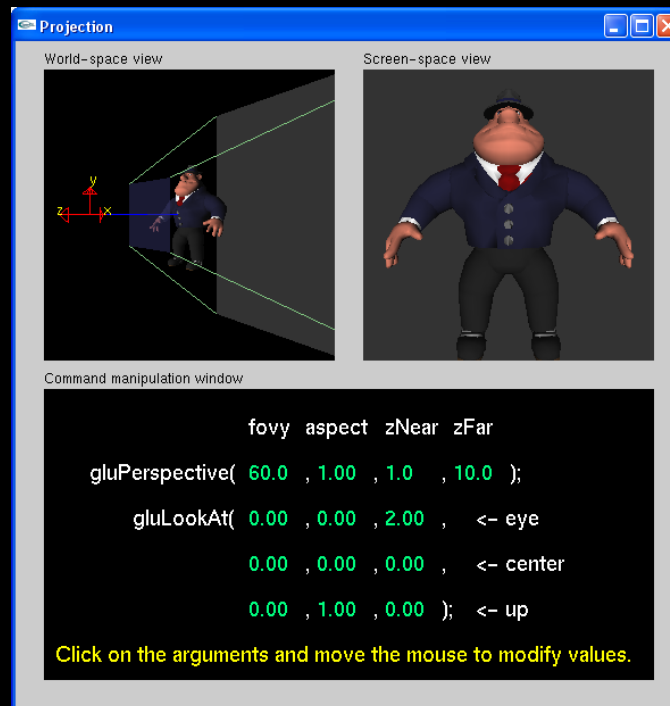 Projection
World-space view
Screen-space view
y
z
x
Command manipulation window
fovy aspect zNear zFar
gluPerspective( 60.0 , 1.00 , 1.0 , 10.0 );
gluLookAt( 0.00 , 0.00 , 2.00 , <- eye
0.00 , 0.00 , 0.00 , <- center
0.00 , 1.00 , 0.00 ); <- up
Click on the arguments and move the mouse to modify values.